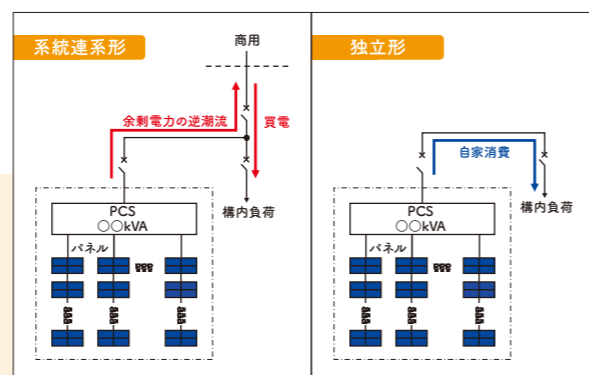 系統連系形
商用
余剰電力の逆潮流
買電
構内負荷
PCS
○○kVA
パネル
独立形
自家消費
構内負荷
PCS
○○kVA
パネル